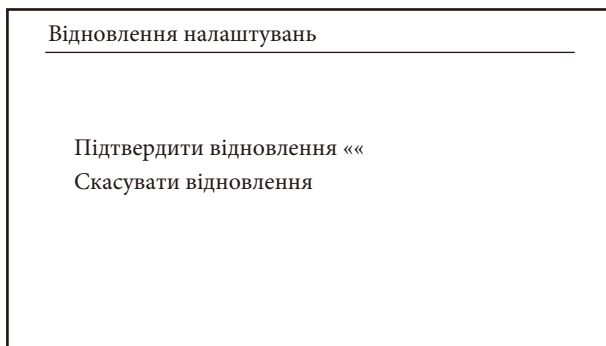 Відновлення налаштувань
Підтвердити відновлення ««
Скасувати відновлення